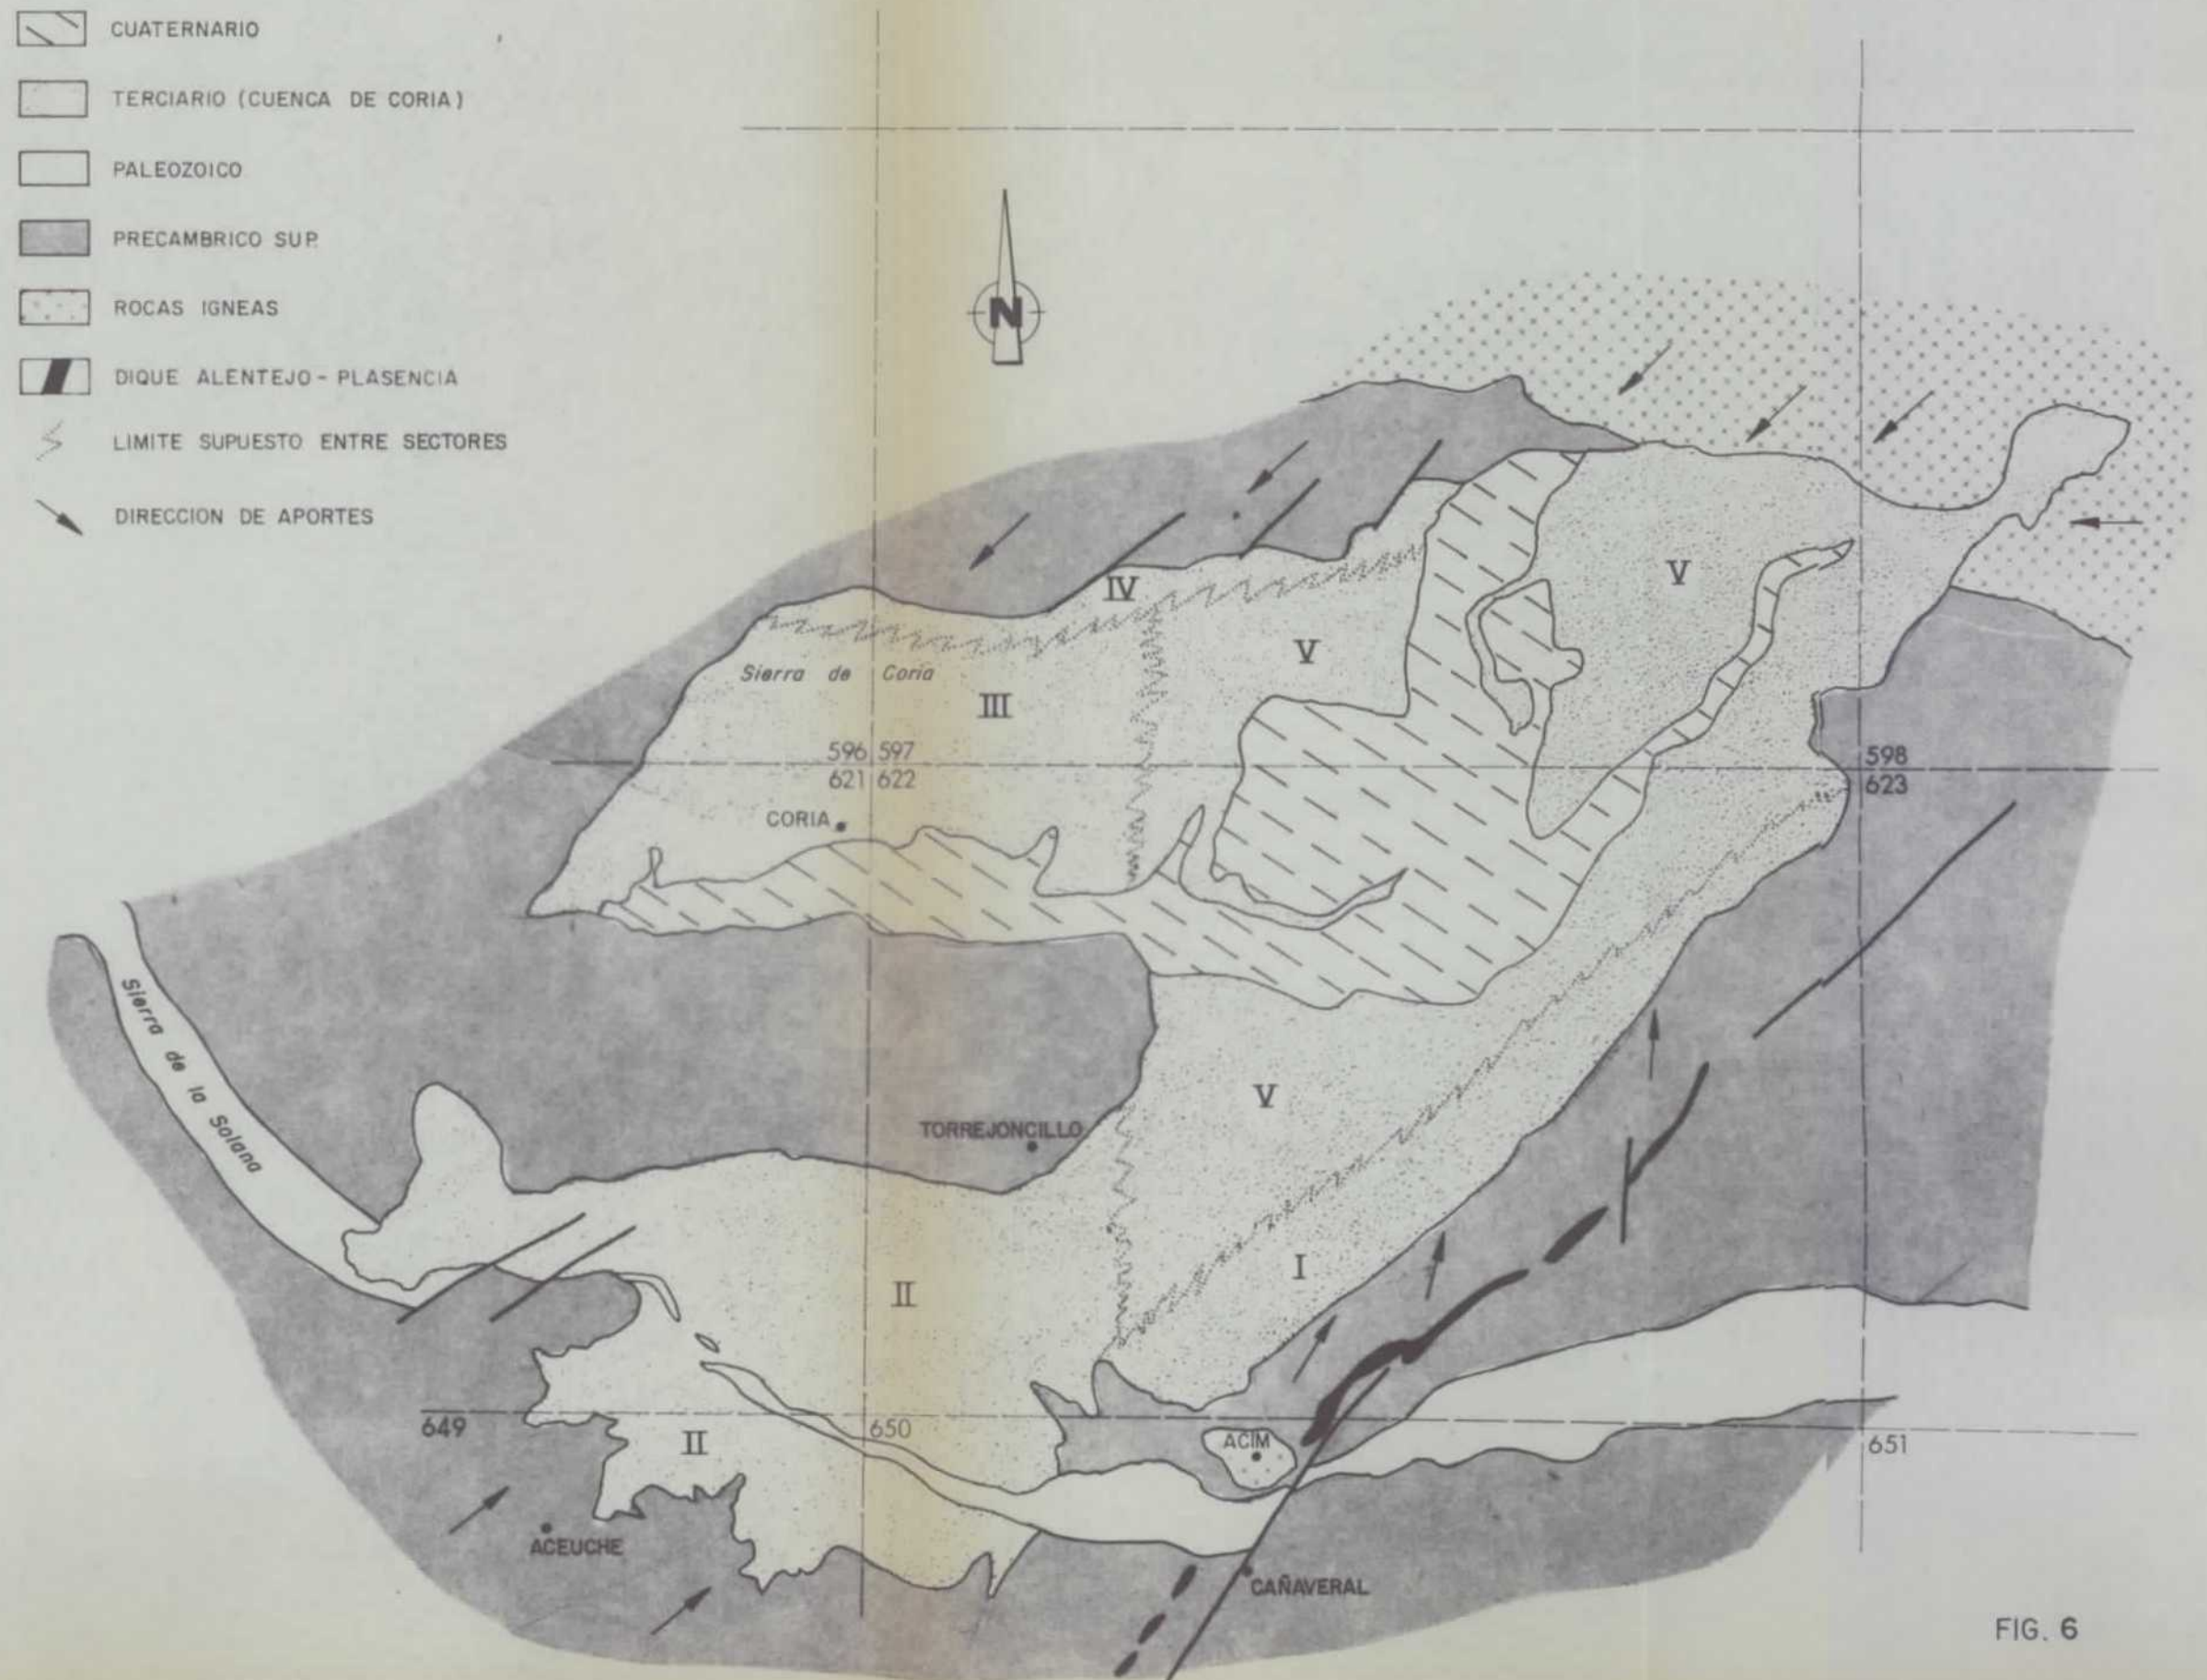 CUATERNARIO
TERCIARIO (CUENCA DE CORIA)
PALEOZOICO
PRECAMBRICO SUP.
ROCAS IGNEAS
DIQUE ALENTEJO - PLASENCIA
LIMITE SUPUESTO ENTRE SECTORES
DIRECCION DE APORTES
N
IV
V
V
Sierra de Coria
III
596 597
621 622
598
623
CORIA
Sierra de la Solana
TORREJONCILLO
V
I
II
649
II
650
ACIM
651
ACEUCHE
CAÑAVERAL
FIG. 6